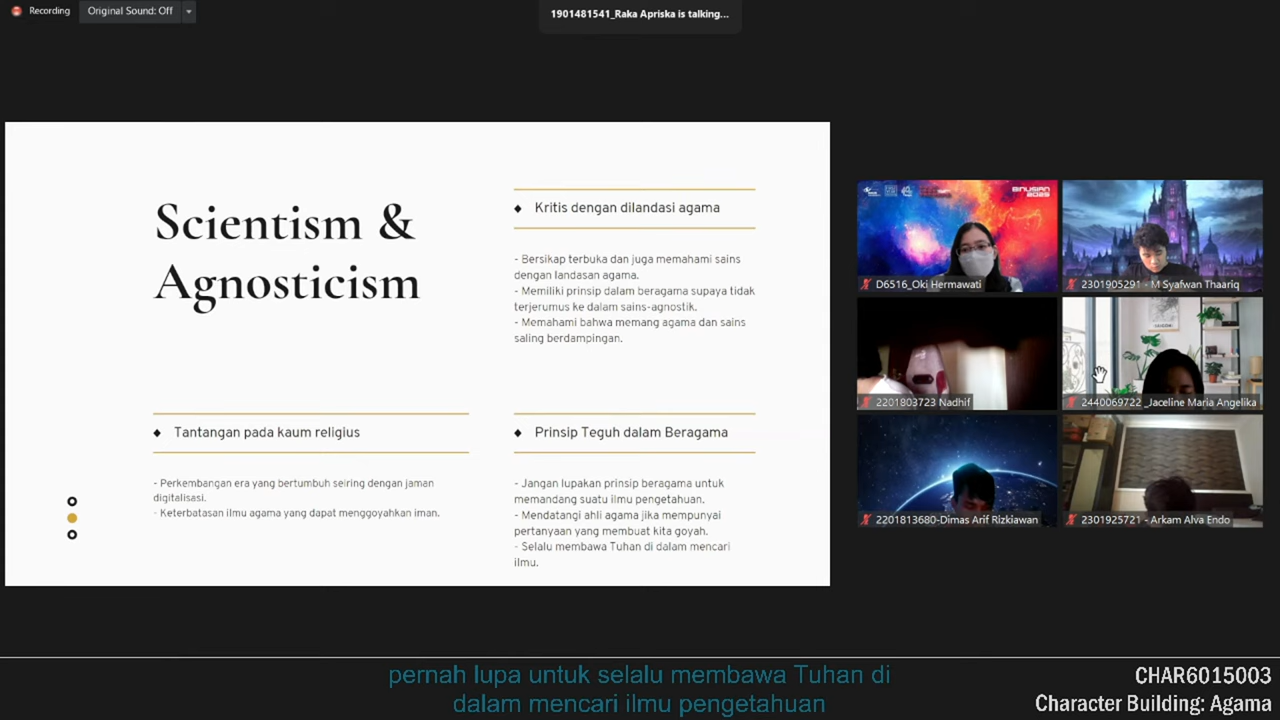 Recording
Original Sound: Off
1901481541_Raka Apriska is talking...
Scientism &
Agnosticism
Kritis dengan dilandasi agama
- Bersikap terbuka dan juga memahami sains
dengan landasan agama.
- Memiliki prinsip dalam beragama supaya tidak
terjerumus ke dalam sains-agnostik.
- Memahami bahwa memang agama dan sains
saling berdampingan.
Tantangan pada kaum religius
- Perkembangan era yang bertumbuh seiring dengan jaman
digitalisasi.
- Keterbatasan ilmu agama yang dapat menggoyahkan iman.
Prinsip Teguh dalam Beragama
- Jangan lupakan prinsip beragama untuk
memandang suatu ilmu pengetahuan.
- Mendatangi ahli agama jika mempunyai
pertanyaan yang membuat kita goyah.
- Selalu membawa Tuhan di dalam mencari
ilmu.
BINUSIAN
2025
D6516_Oki Hermawati
2301905291 - M Syafwan Thaariq
2201803723 Nadhif
2440069722 _Jaceline Maria Angelika
2201813680-Dimas Arif Rizkiawan
2301925721 - Arkam Alva Endo
pernah lupa untuk selalu membawa Tuhan di
dalam mencari ilmu pengetahuan
CHAR6015003
Character Building: Agama